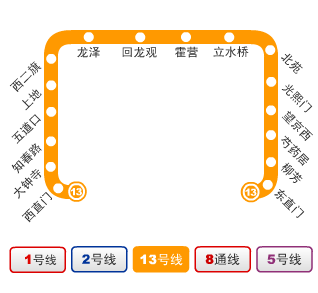 龙泽
回龙观
霍营
立水桥
西二旗
上地
五道口
知春路
大钟寺
西直门
北苑
光熙门
望京西
芍药居
柳芳
东直门
13
13
1号线
2号线
13号线
8通线
5号线